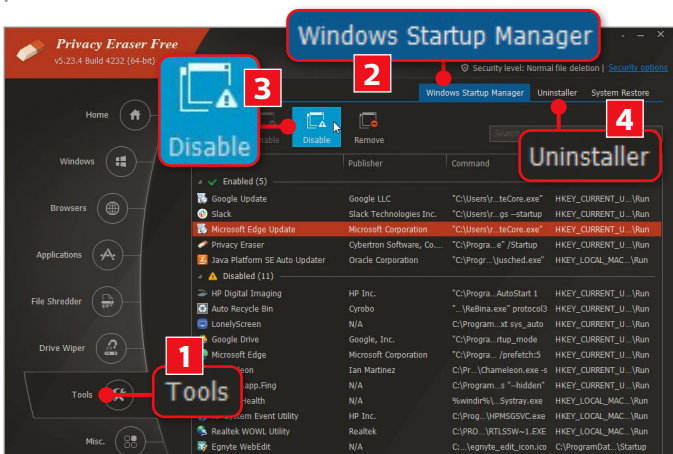 Privacy Eraser Free
v5.23.4 Build 4232 (64-bit)
Windows Startup Manager
2
Security level: Normal file deletion | Security options
Windows Startup Manager Uninstaller System Restore
3
Disable
Disable
Remove
4
Uninstaller
Publisher Command
Home
Windows
Browsers
Applications
File Shredder
Drive Wiper
1
Tools
Tools
Misc.
Enabled (5)
Google Update Google LLC "C:\Users\r...teCore.exe" HKEY_CURRENT_U...\Run
Slack Slack Technologies Inc. "C:\Users\r...gs --startup HKEY_CURRENT_U...\Run
Microsoft Edge Update Microsoft Corporation "C:\Users\r...teCore.exe" HKEY_CURRENT_U...\Run
Privacy Eraser Cybertron Software, Co.... "C:\Program...e" /Startup HKEY_CURRENT_U...\Run
Java Platform SE Auto Updater Oracle Corporation "C:\Progr...\jusched.exe" HKEY_LOCAL_MAC...\Run
Disabled (11)
HP Digital Imaging HP Inc. "C:\Progra...AutoStart 1 HKEY_CURRENT_U...\Run
Auto Recycle Bin Cyrobo "...\ReBina.exe" protocol3 HKEY_CURRENT_U...\Run
LonelyScreen N/A C:\Program...xt sys_auto HKEY_CURRENT_U...\Run
Google Drive Google, Inc. "C:\Progra...rtup_mode HKEY_CURRENT_U...\Run
Microsoft Edge Microsoft Corporation "C:\Progra... /prefetch:5 HKEY_CURRENT_U...\Run
Ian Martinez C:\Pr...\Chameleon.exe -s HKEY_CURRENT_U...\Run
app.Fing N/A C:\Program...s "--hidden" HKEY_CURRENT_U...\Run
Health N/A %windir%\...Systray.exe HKEY_LOCAL_MAC...\Run
System Event Utility HP Inc. C:\Prog...\HPMSGSVC.exe HKEY_LOCAL_MAC...\Run
Realtek WOWL Utility Realtek C:\PRO...\RTLS5W~1.EXE HKEY_LOCAL_MAC...\Run
Egnyte WebEdit N/A C:...\egnyte_edit_icon.ico C:\ProgramDat...\Startup